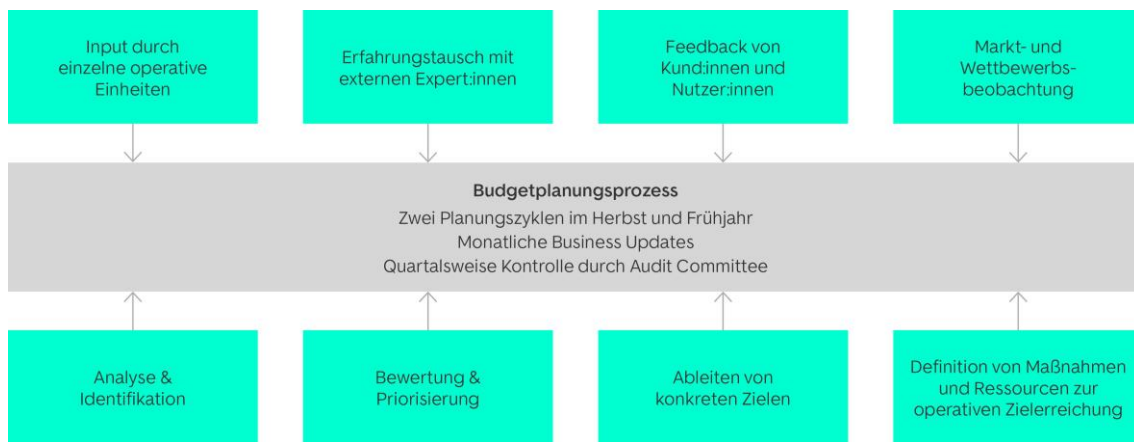 Input durch
einzelne operative
Einheiten
Erfahrungstausch mit
externen Expert:innen
Feedback von
Kund:innen und
Nutzer:innen
Markt- und
Wettbewerbs-
beobachtung
Budgetplanungsprozess
Zwei Planungszyklen im Herbst und Frühjahr
Monatliche Business Updates
Quartalsweise Kontrolle durch Audit Committee
Analyse &
Identifikation
Bewertung &
Priorisierung
Ableiten von
konkreten Zielen
Definition von Maßnahmen
und Ressourcen zur
operativen Zielerreichung